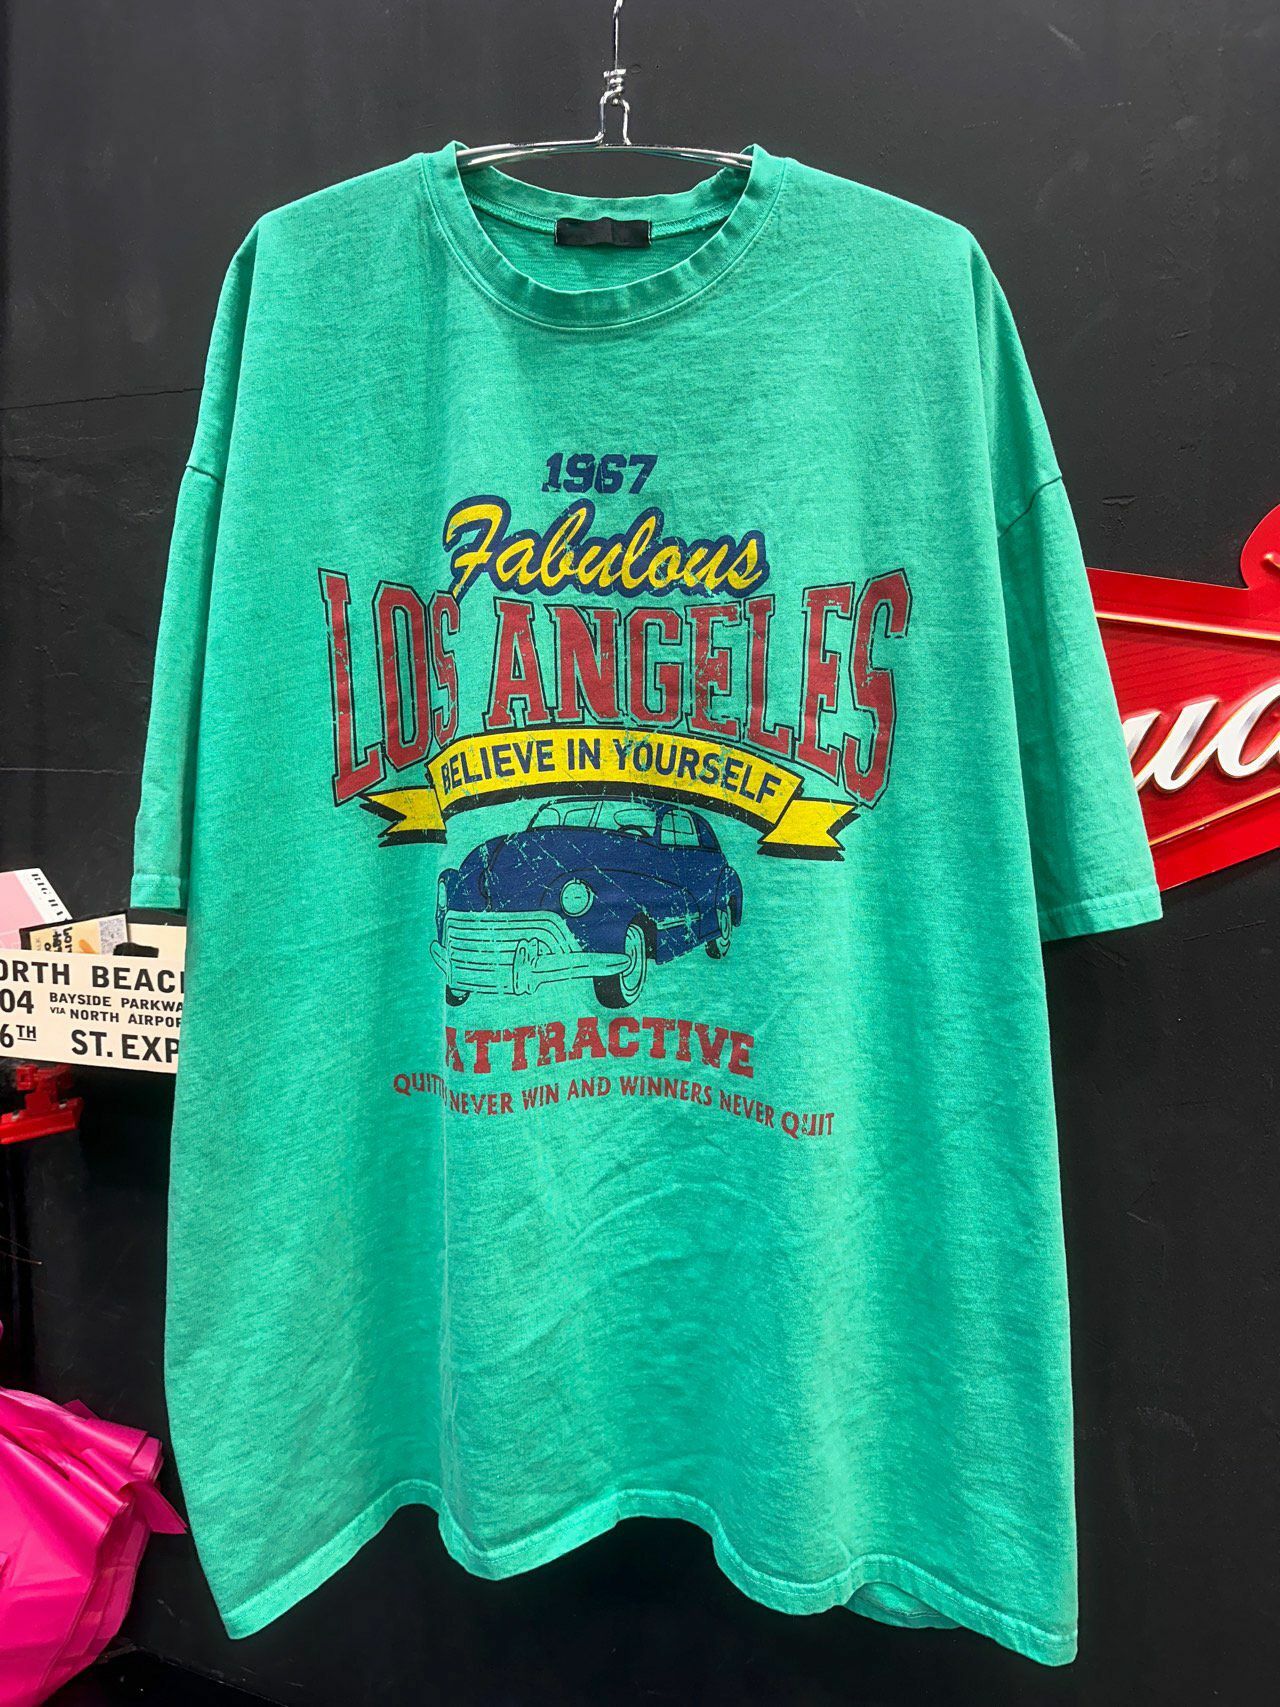 1967
Fabulous
LOS ANGELES
BELIEVE IN YOURSELF
ATTRACTIVE
NEVER WIN AND WINNERS NEVER QUIT
ORTH BEAC
04 BAYSIDE PARKWA
VIA NORTH AIRPOR
6TH ST. EXP